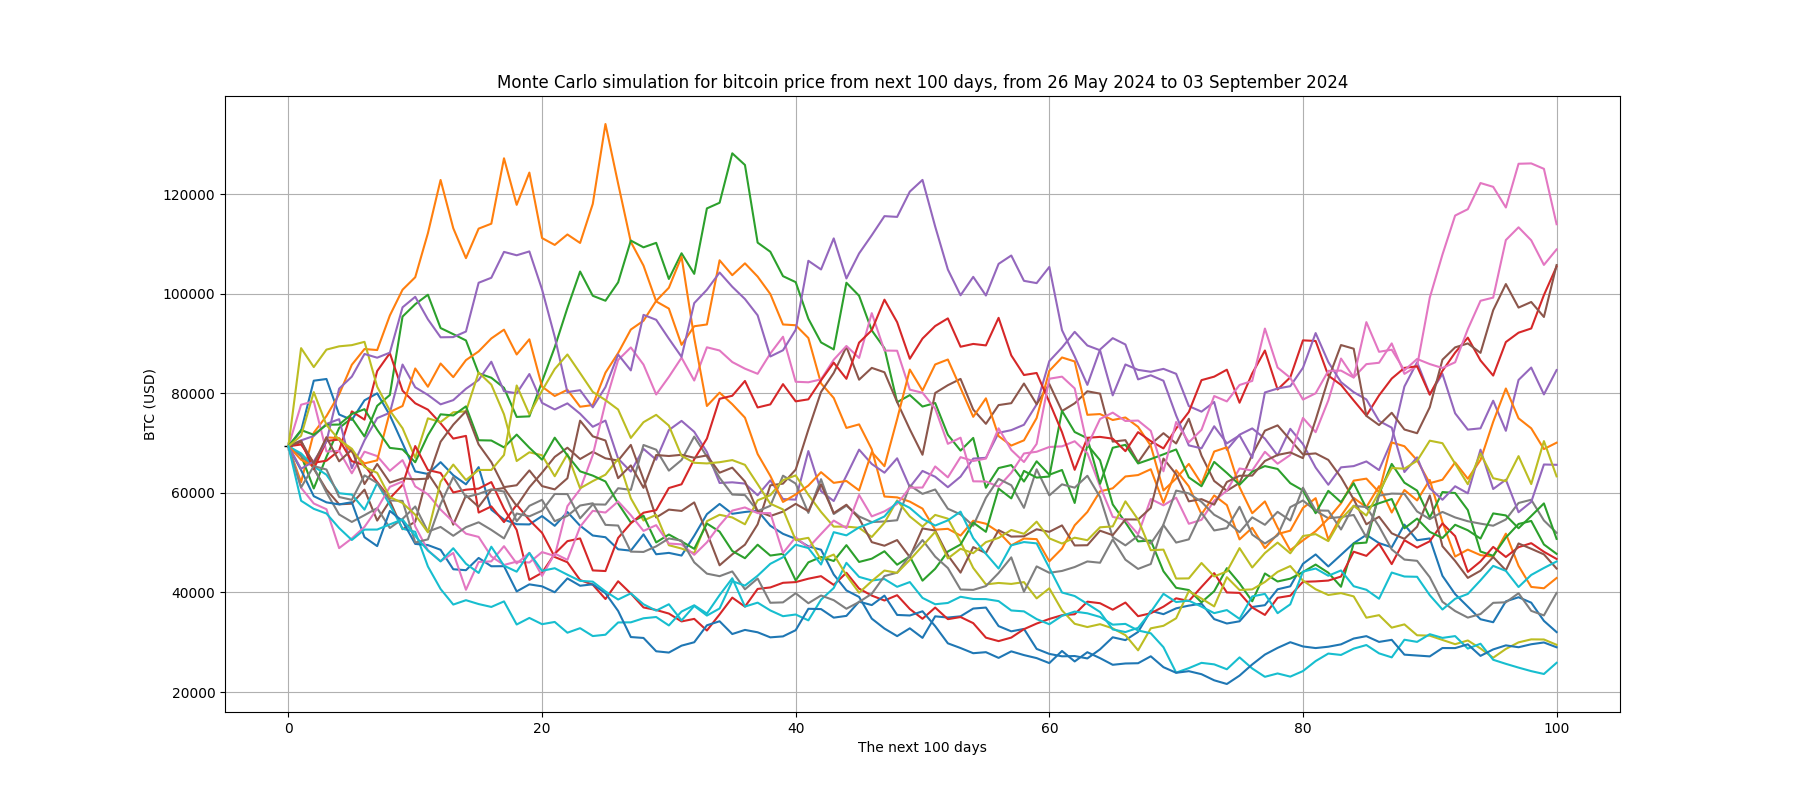 Monte Carlo simulation for bitcoin price from next 100 days, from 26 May 2024 to 03 September 2024
BTC (USD)
120000
100000
80000
60000
40000
20000
0 20 40 60 80 100
The next 100 days